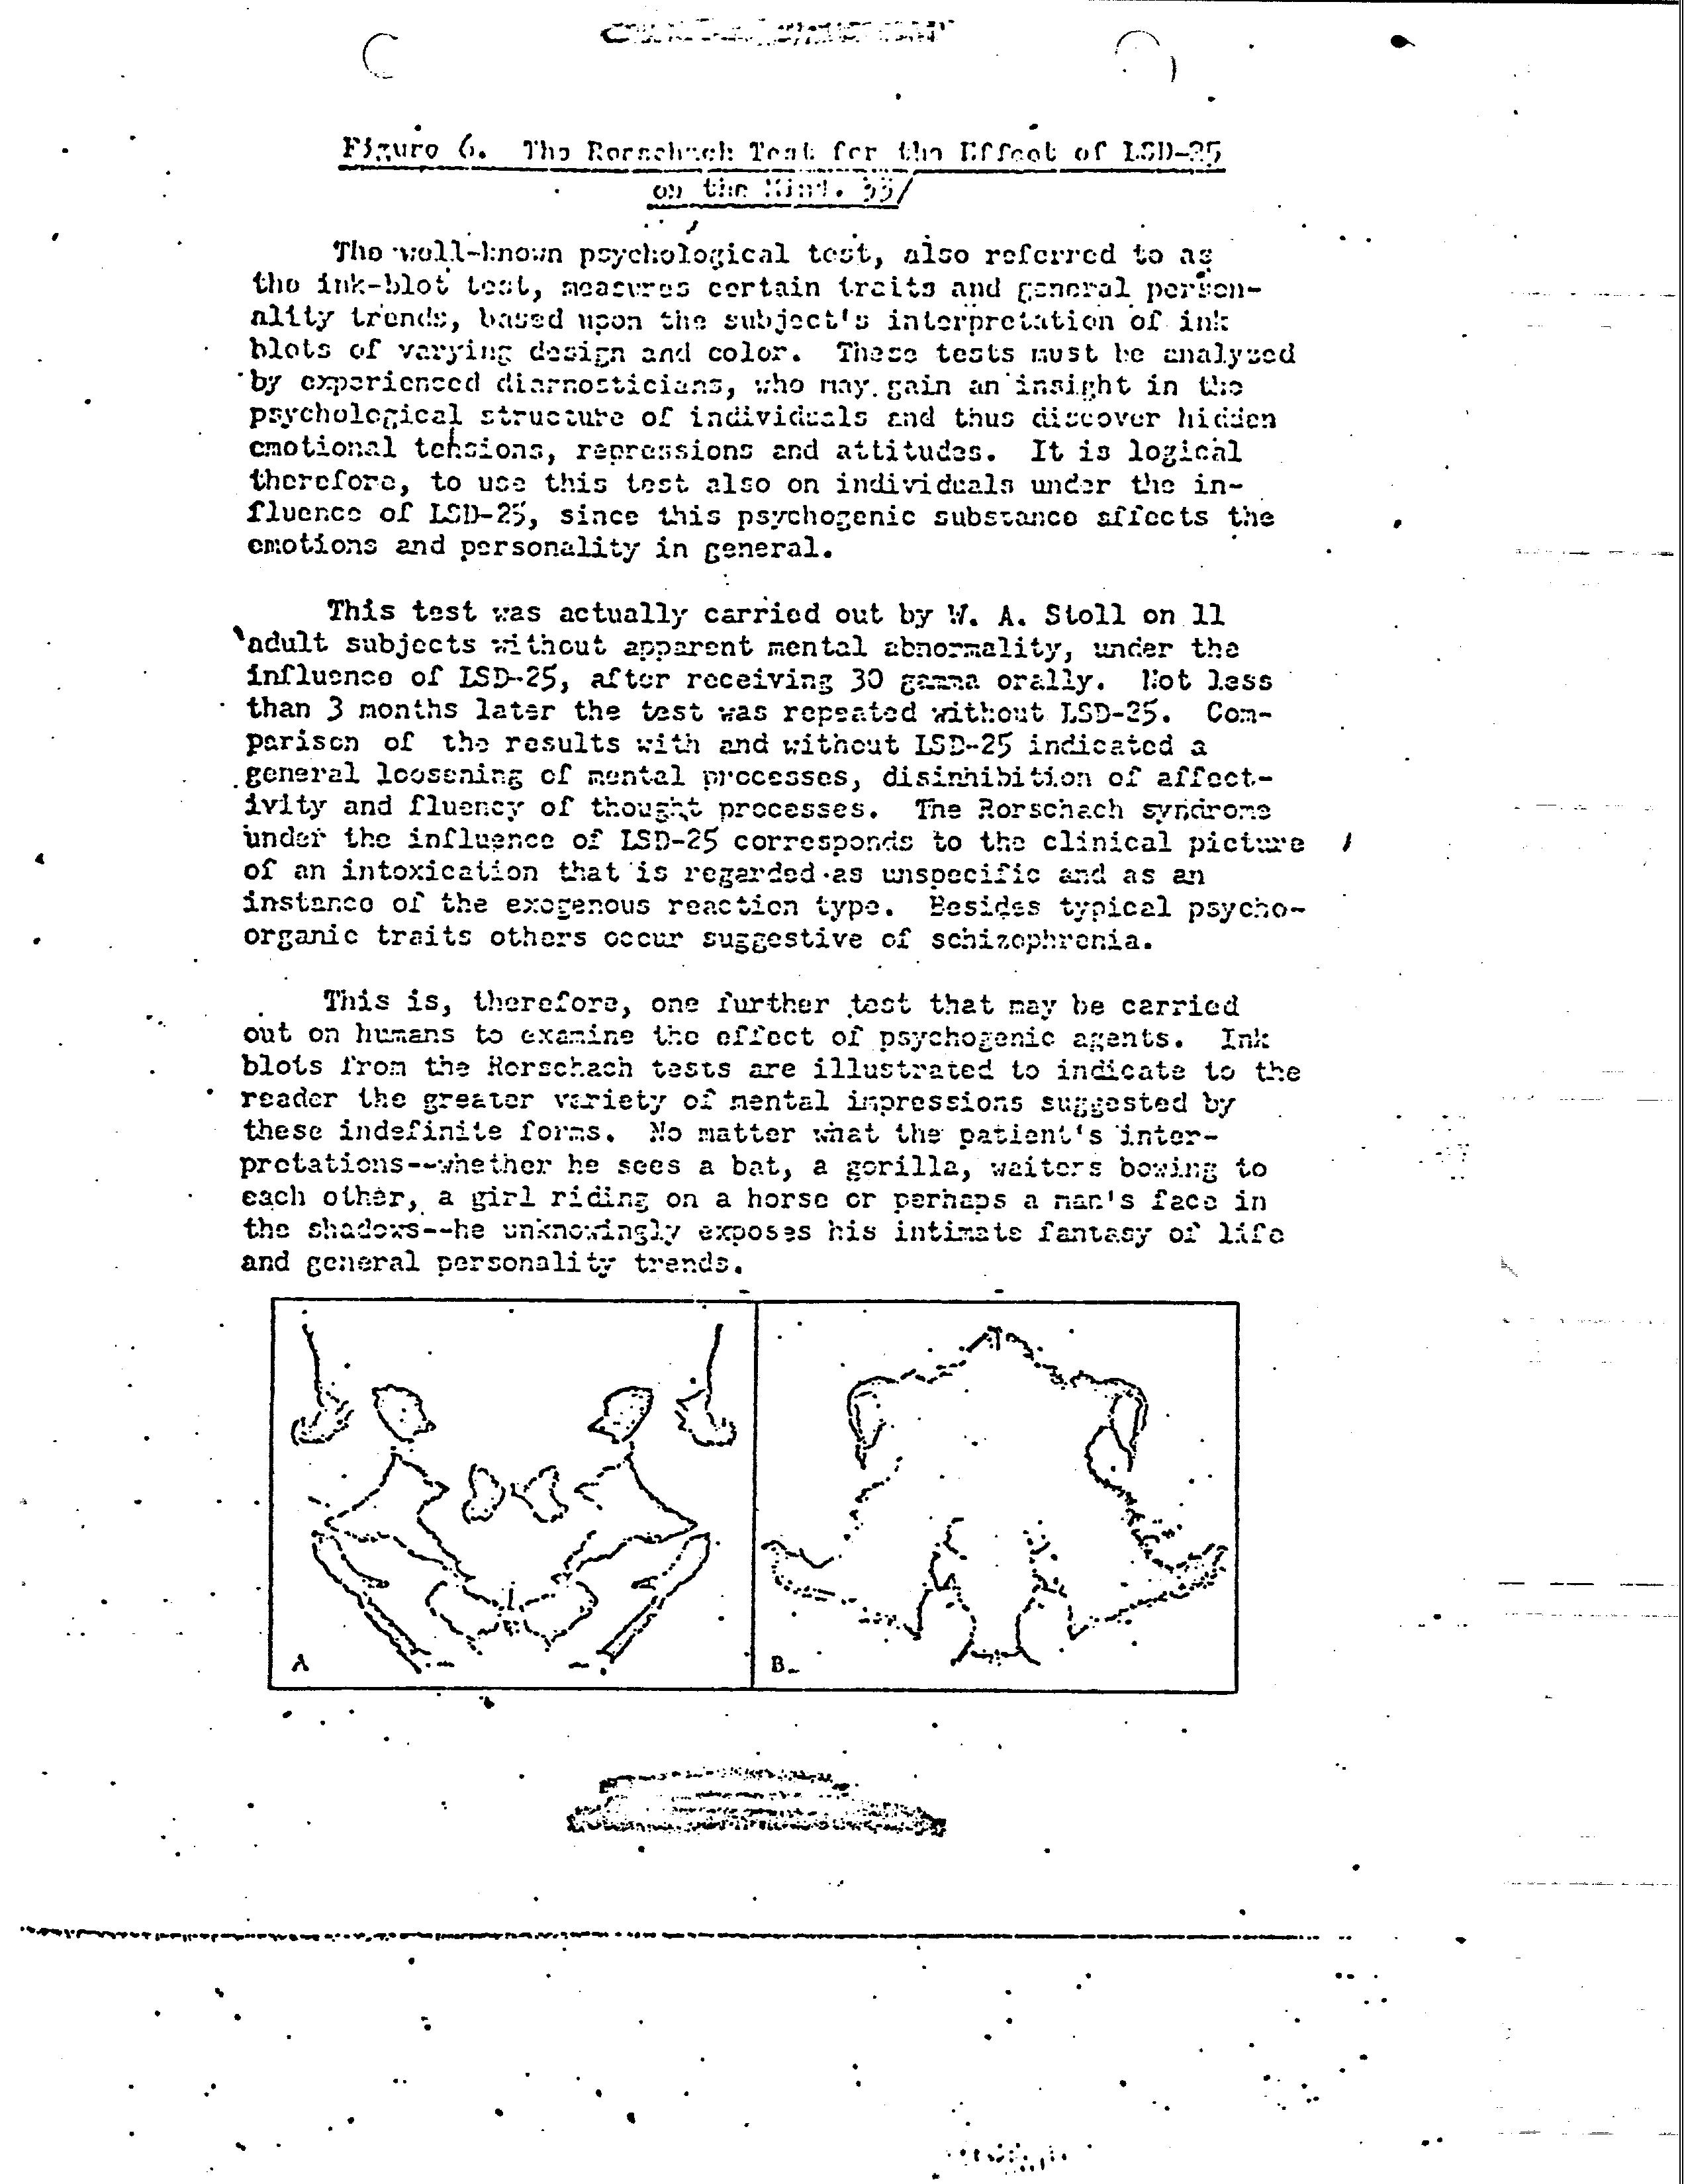 Figure 6. The Rorschach Test for the Effect of LSD-25
on the Mind. 55/
The well-known psychological test, also referred to as
the ink-blot test, measures certain traits and general person-
ality trends, based upon the subject's interpretation of ink
blots of varying design and color. These tests must be analyzed
by experienced diagnosticians, who may gain an insight in the
psychological structure of individuals and thus discover hidden
emotional tensions, repressions and attitudes. It is logical
therefore, to use this test also on individuals under the in-
fluence of LSD-25, since this psychogenic substance affects the
emotions and personality in general.
This test was actually carried out by W. A. Stoll on 11
adult subjects without apparent mental abnormality, under the
influence of LSD-25, after receiving 30 gamma orally. Not less
than 3 months later the test was repeated without LSD-25. Com-
parison of the results with and without LSD-25 indicated a
general loosening of mental processes, disinhibition of affect-
ivity and fluency of thought processes. The Rorschach syndrome
under the influence of LSD-25 corresponds to the clinical picture
of an intoxication that is regarded as unspecific and as an
instance of the exogenous reaction type. Besides typical psycho-
organic traits others occur suggestive of schizophrenia.
This is, therefore, one further test that may be carried
out on humans to examine the effect of psychogenic agents. Ink
blots from the Rorschach tests are illustrated to indicate to the
reader the greater variety of mental impressions suggested by
these indefinite forms. No matter what the patient's inter-
pretations--whether he sees a bat, a gorilla, waiters bowing to
each other, a girl riding on a horse or perhaps a man's face in
the shadows--he unknowingly exposes his intimate fantasy of life
and general personality trends.
A
B